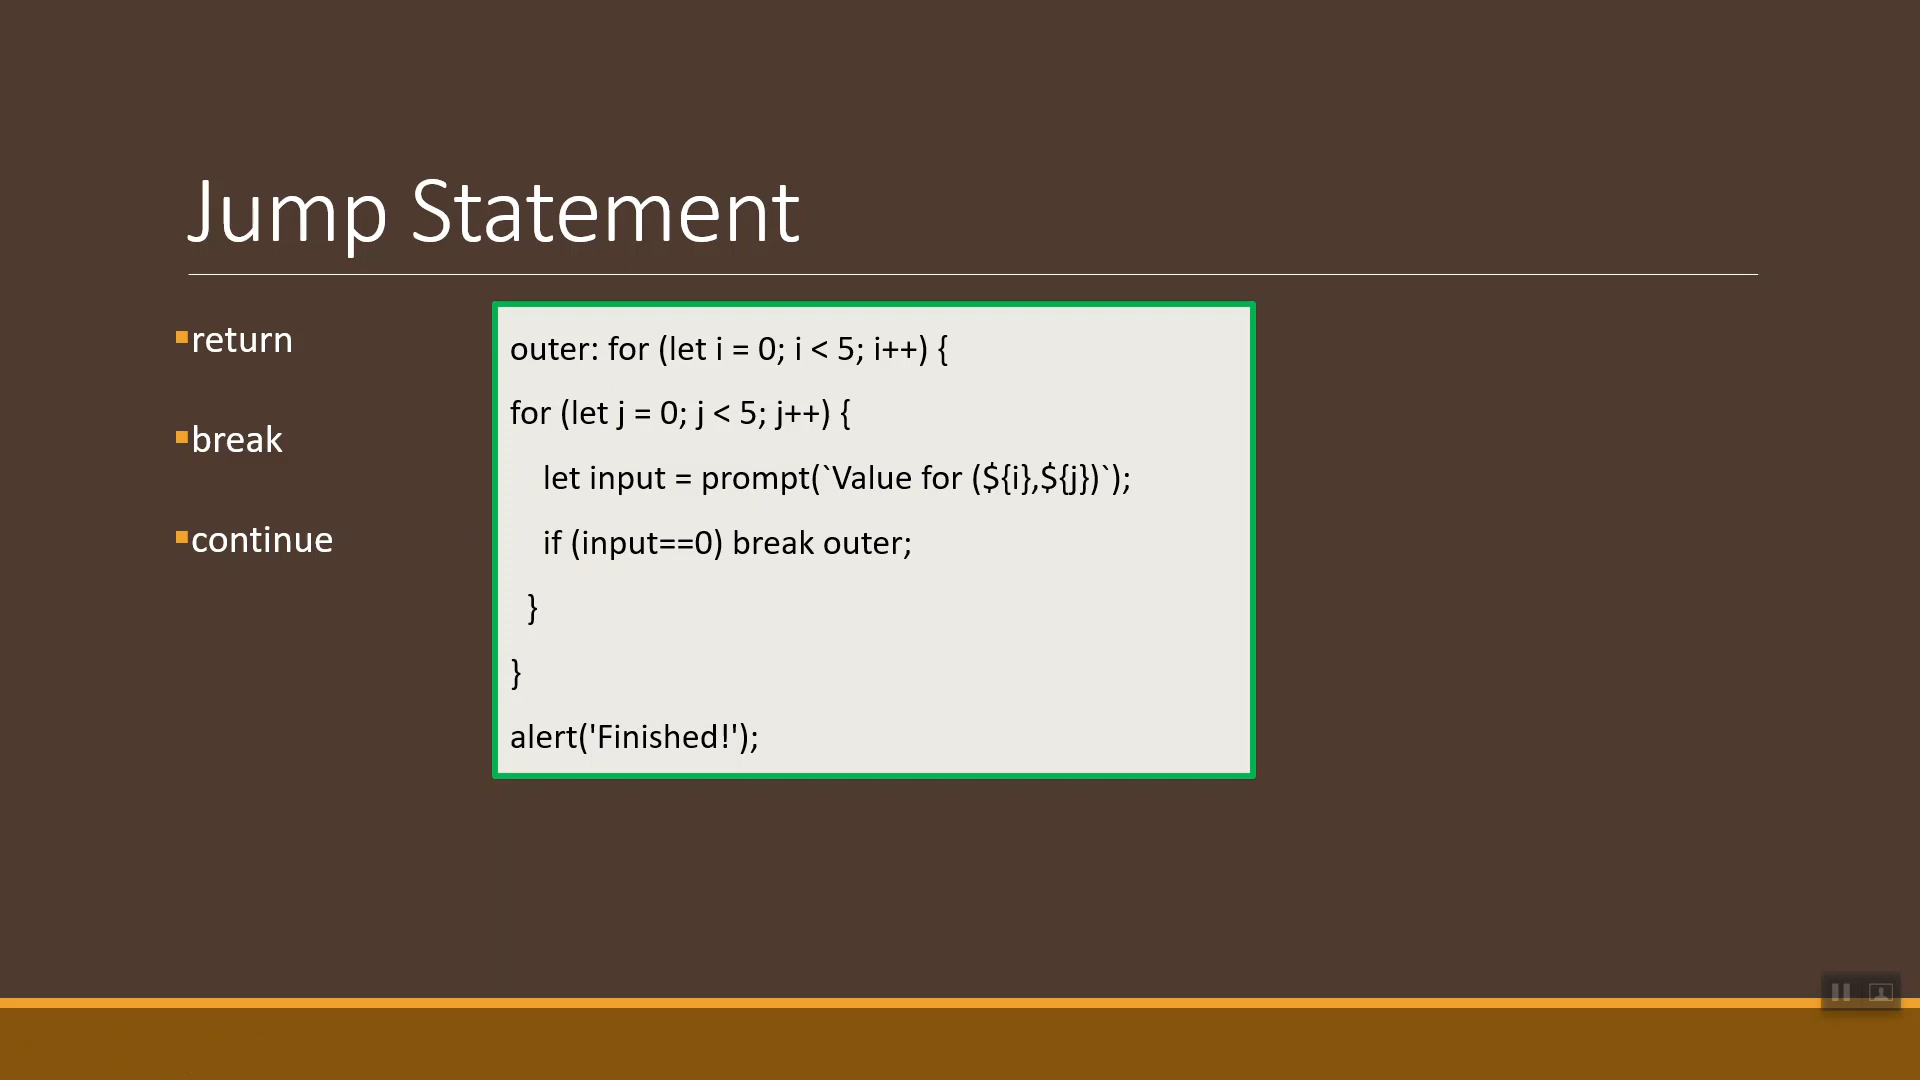 Jump Statement
return
break
continue
outer: for (let i = 0; i < 5; i++) {
for (let j = 0; j < 5; j++) {
let input = prompt(`Value for (${i},${j})`);
if (input==0) break outer;
}
}
alert('Finished!');